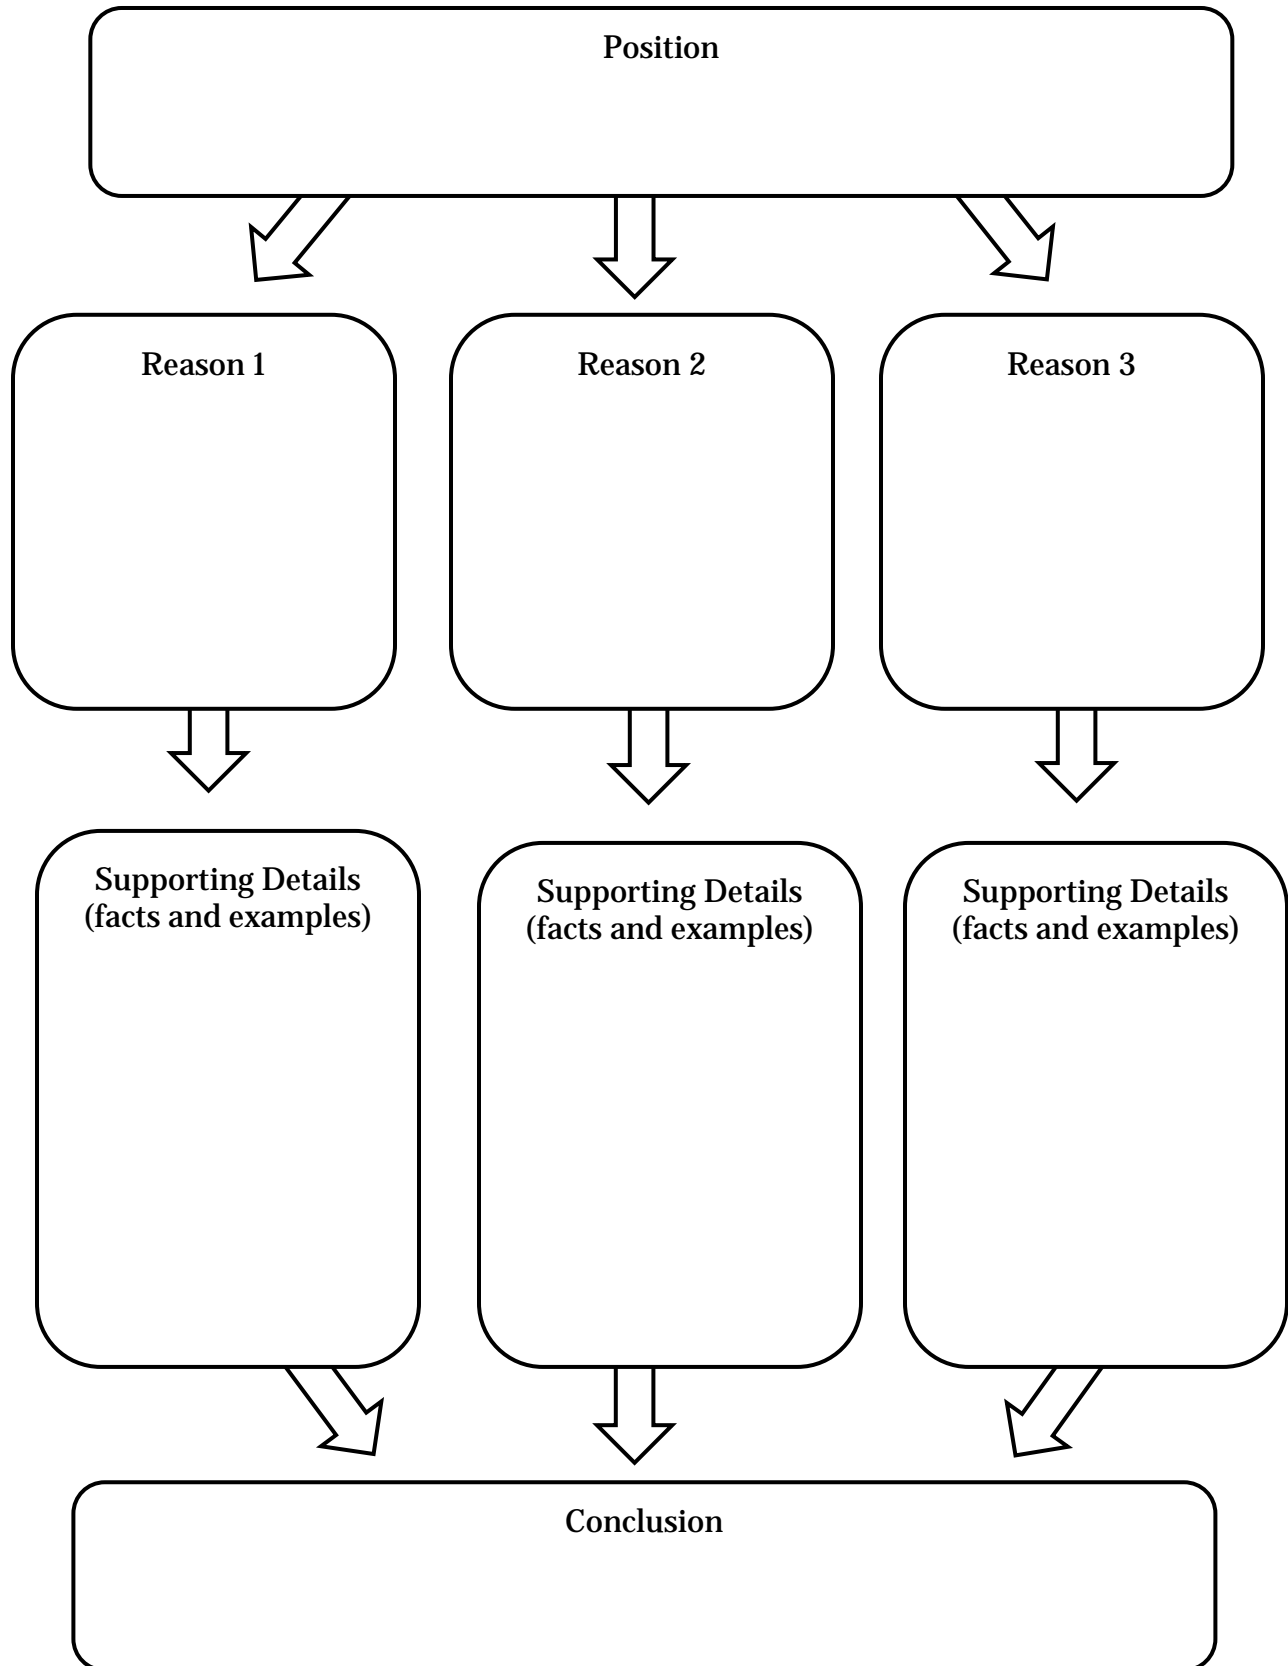 Position
Reason 1
Reason 2
Reason 3
Supporting Details
(facts and examples)
Supporting Details
(facts and examples)
Supporting Details
(facts and examples)
Conclusion